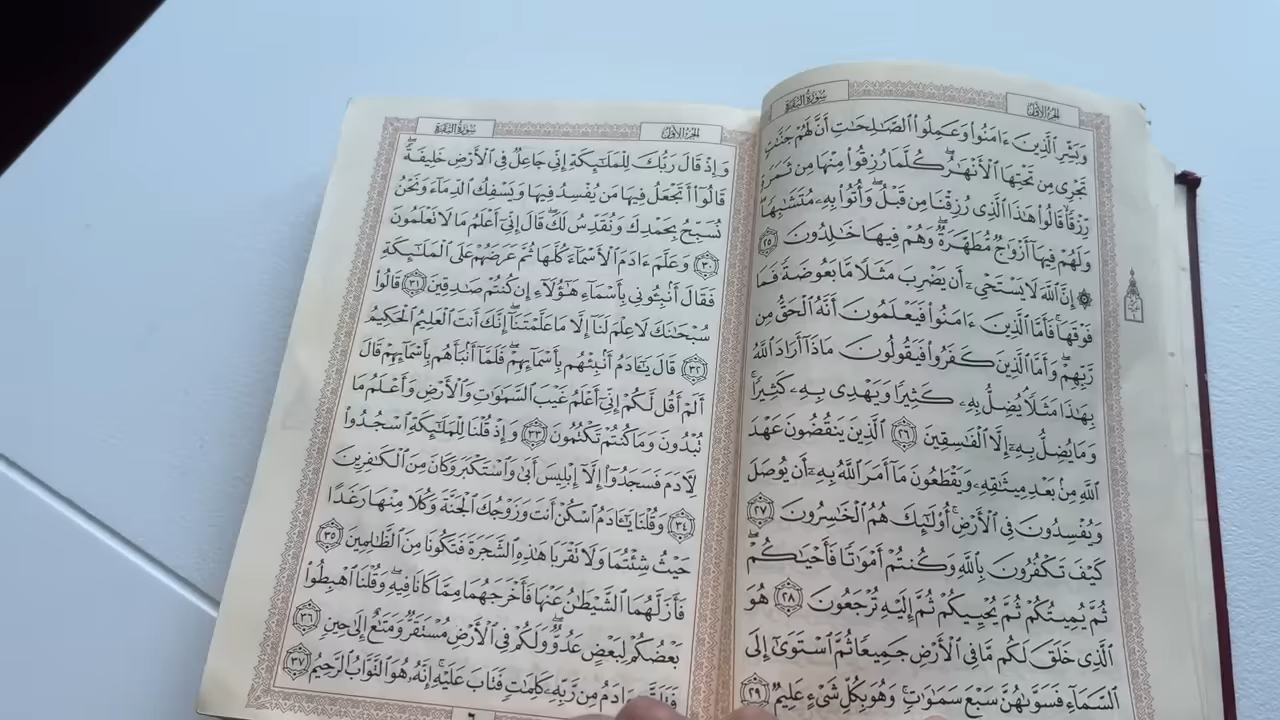 الجزء الأول
سورة البقرة
وَبَشِّرِ ٱلَّذِينَ ءَامَنُوا۟ وَعَمِلُوا۟ ٱلصَّـٰلِحَـٰتِ أَنَّ لَهُمْ جَنَّـٰتٍ
تَجْرِى مِن تَحْتِهَا ٱلْأَنْهَـٰرُ ۖ كُلَّمَا رُزِقُوا۟ مِنْهَا مِن ثَمَرَةٍ
رِّزْقًا ۙ قَالُوا۟ هَـٰذَا ٱلَّذِى رُزِقْنَا مِن قَبْلُ ۖ وَأُتُوا۟ بِهِۦ مُتَشَـٰبِهًا ۖ
وَلَهُمْ فِيهَآ أَزْوَٰجٌ مُّطَهَّرَةٌ ۖ وَهُمْ فِيهَا خَـٰلِدُونَ ٢٥
۞ إِنَّ ٱللَّهَ لَا يَسْتَحْىِۦٓ أَن يَضْرِبَ مَثَلًا مَّا بَعُوضَةً فَمَا
فَوْقَهَا ۚ فَأَمَّا ٱلَّذِينَ ءَامَنُوا۟ فَيَعْلَمُونَ أَنَّهُ ٱلْحَقُّ مِن
رَّبِّهِمْ ۖ وَأَمَّا ٱلَّذِينَ كَفَرُوا۟ فَيَقُولُونَ مَاذَآ أَرَادَ ٱللَّهُ
بِهَـٰذَا مَثَلًا ۘ يُضِلُّ بِهِۦ كَثِيرًا وَيَهْدِى بِهِۦ كَثِيرًا ۚ
وَمَا يُضِلُّ بِهِۦٓ إِلَّا ٱلْفَـٰسِقِينَ ٢٦ ٱلَّذِينَ يَنقُضُونَ عَهْدَ
ٱللَّهِ مِنۢ بَعْدِ مِيثَـٰقِهِۦ وَيَقْطَعُونَ مَآ أَمَرَ ٱللَّهُ بِهِۦٓ أَن يُوصَلَ
وَيُفْسِدُونَ فِى ٱلْأَرْضِ ۚ أُو۟لَـٰٓئِكَ هُمُ ٱلْخَـٰسِرُونَ ٢٧
كَيْفَ تَكْفُرُونَ بِٱللَّهِ وَكُنتُمْ أَمْوَٰتًا فَأَحْيَـٰكُمْ ۖ
ثُمَّ يُمِيتُكُمْ ثُمَّ يُحْيِيكُمْ ثُمَّ إِلَيْهِ تُرْجَعُونَ ٢٨ هُوَ
ٱلَّذِى خَلَقَ لَكُم مَّا فِى ٱلْأَرْضِ جَمِيعًا ثُمَّ ٱسْتَوَىٰٓ إِلَى
ٱلسَّمَآءِ فَسَوَّىٰهُنَّ سَبْعَ سَمَـٰوَٰتٍ ۚ وَهُوَ بِكُلِّ شَىْءٍ عَلِيمٌ ٢٩
الجزء الأول
سورة البقرة
وَإِذْ قَالَ رَبُّكَ لِلْمَلَـٰٓئِكَةِ إِنِّى جَاعِلٌ فِى ٱلْأَرْضِ خَلِيفَةً ۖ
قَالُوٓا۟ أَتَجْعَلُ فِيهَا مَن يُفْسِدُ فِيهَا وَيَسْفِكُ ٱلدِّمَآءَ وَنَحْنُ
نُسَبِّحُ بِحَمْدِكَ وَنُقَدِّسُ لَكَ ۖ قَالَ إِنِّىٓ أَعْلَمُ مَا لَا تَعْلَمُونَ
٣٠ وَعَلَّمَ ءَادَمَ ٱلْأَسْمَآءَ كُلَّهَا ثُمَّ عَرَضَهُمْ عَلَى ٱلْمَلَـٰٓئِكَةِ
فَقَالَ أَنۢبِـُٔونِى بِأَسْمَآءِ هَـٰٓؤُلَآءِ إِن كُنتُمْ صَـٰدِقِينَ ٣١ قَالُوا۟
سُبْحَـٰنَكَ لَا عِلْمَ لَنَآ إِلَّا مَا عَلَّمْتَنَآ ۖ إِنَّكَ أَنتَ ٱلْعَلِيمُ ٱلْحَكِيمُ
٣٢ قَالَ يَـٰٓـَٔادَمُ أَنۢبِئْهُم بِأَسْمَآئِهِمْ ۖ فَلَمَّآ أَنۢبَأَهُم بِأَسْمَآئِهِمْ قَالَ
أَلَمْ أَقُل لَّكُمْ إِنِّىٓ أَعْلَمُ غَيْبَ ٱلسَّمَـٰوَٰتِ وَٱلْأَرْضِ وَأَعْلَمُ مَا
تُبْدُونَ وَمَا كُنتُمْ تَكْتُمُونَ ٣٣ وَإِذْ قُلْنَا لِلْمَلَـٰٓئِكَةِ ٱسْجُدُوا۟
لِـَٔادَمَ فَسَجَدُوٓا۟ إِلَّآ إِبْلِيسَ أَبَىٰ وَٱسْتَكْبَرَ وَكَانَ مِنَ ٱلْكَـٰفِرِينَ
٣٤ وَقُلْنَا يَـٰٓـَٔادَمُ ٱسْكُنْ أَنتَ وَزَوْجُكَ ٱلْجَنَّةَ وَكُلَا مِنْهَا رَغَدًا
حَيْثُ شِئْتُمَا وَلَا تَقْرَبَا هَـٰذِهِ ٱلشَّجَرَةَ فَتَكُونَا مِنَ ٱلظَّـٰلِمِينَ ٣٥
فَأَزَلَّهُمَا ٱلشَّيْطَـٰنُ عَنْهَا فَأَخْرَجَهُمَا مِمَّا كَانَا فِيهِ ۖ وَقُلْنَا ٱهْبِطُوا۟
بَعْضُكُمْ لِبَعْضٍ عَدُوٌّ ۖ وَلَكُمْ فِى ٱلْأَرْضِ مُسْتَقَرٌّ وَمَتَـٰعٌ إِلَىٰ حِينٍ ٣٦
ءَادَمُ مِن رَّبِّهِۦ كَلِمَـٰتٍ فَتَابَ عَلَيْهِ ۚ إِنَّهُۥ هُوَ ٱلتَّوَّابُ ٱلرَّحِيمُ ٣٧
٦